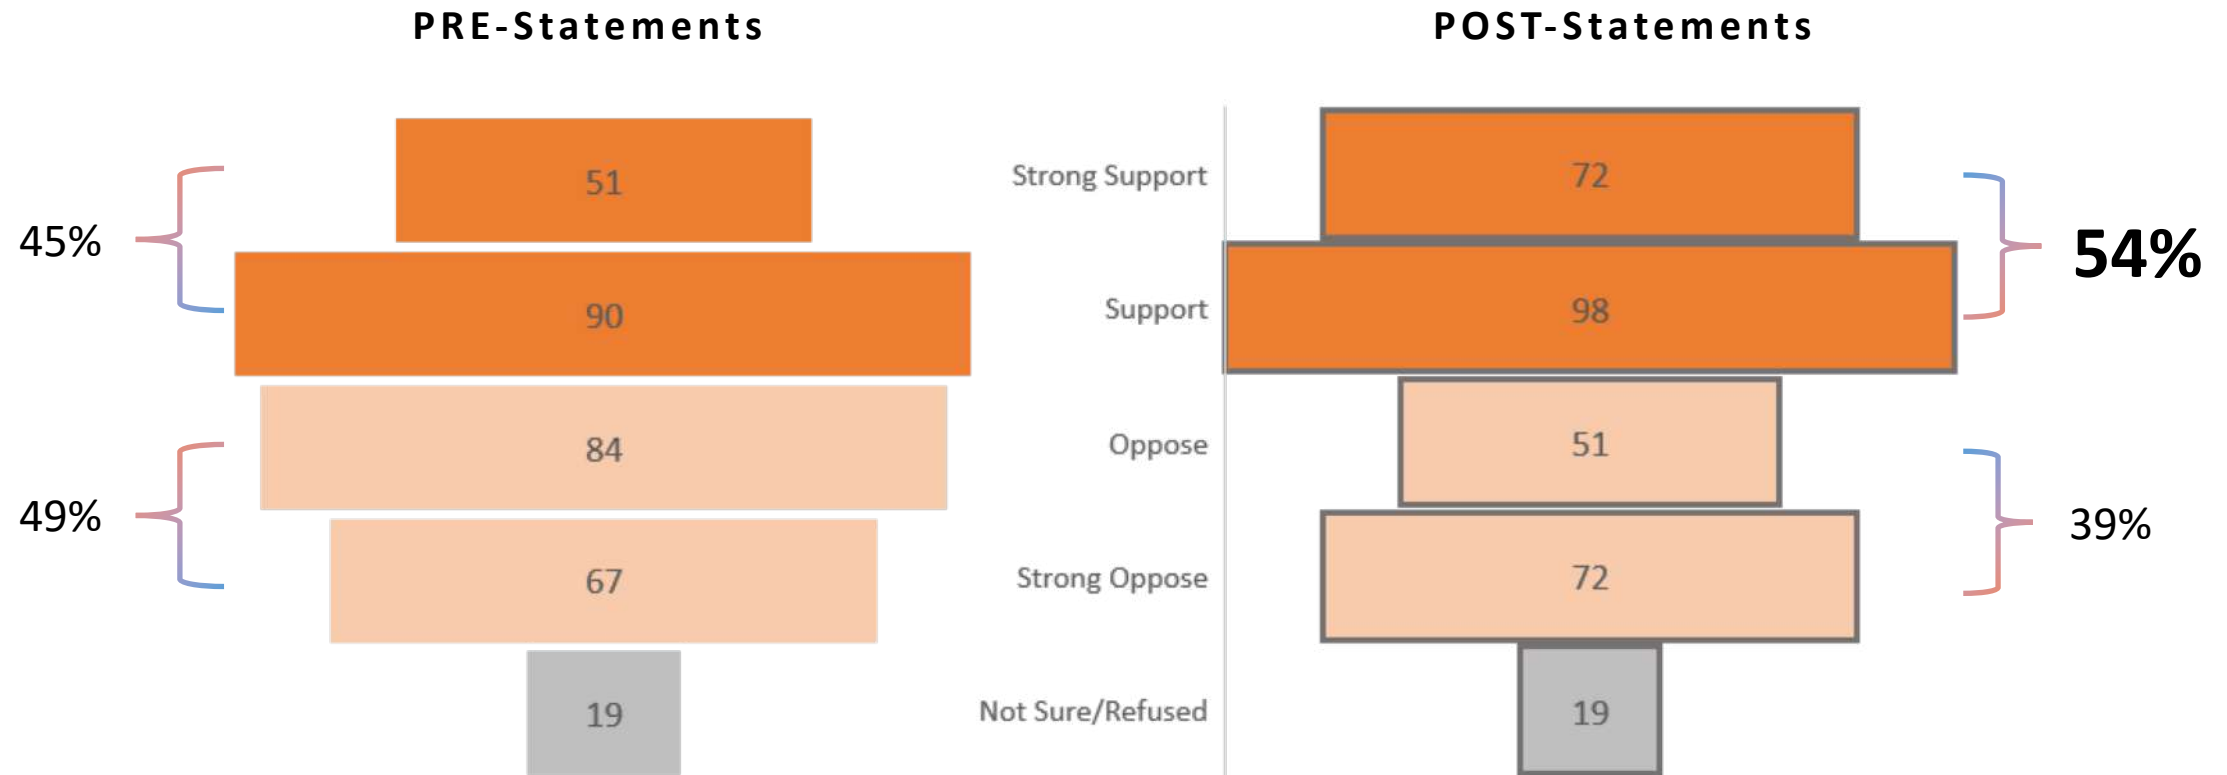 PRE-Statements
POST-Statements
51
Strong Support
72
45%
54%
90
Support
98
84
Oppose
51
49%
39%
67
Strong Oppose
72
19
Not Sure/Refused
19